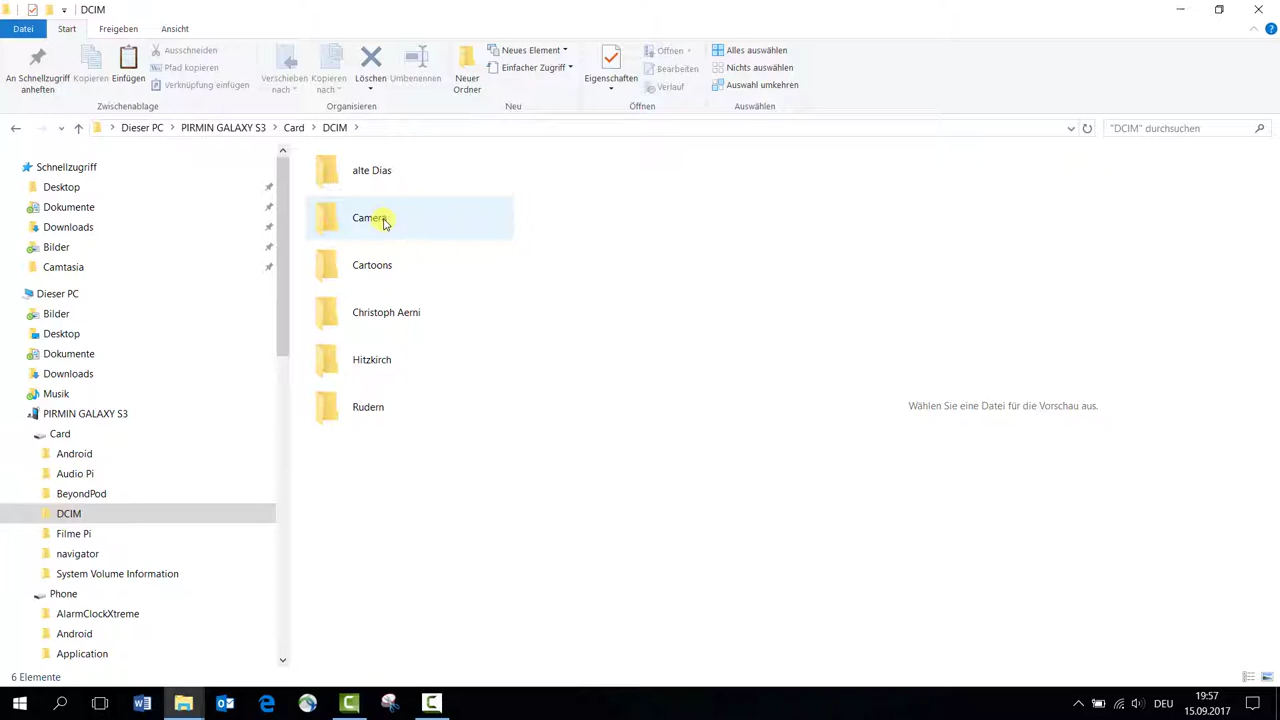 DCIM
Datei Start Freigeben Ansicht
An Schnellzugriff anheften
Kopieren
Einfügen
Ausschneiden
Pfad kopieren
Verknüpfung einfügen
Zwischenablage
Verschieben nach
Kopieren nach
Löschen
Umbenennen
Organisieren
Neuer Ordner
Neues Element
Einfacher Zugriff
Neu
Eigenschaften
Öffnen
Bearbeiten
Verlauf
Öffnen
Alles auswählen
Nichts auswählen
Auswahl umkehren
Auswählen
Dieser PC PIRMIN GALAXY S3 Card DCIM
"DCIM" durchsuchen
Schnellzugriff
Desktop
Dokumente
Downloads
Bilder
Camtasia
Dieser PC
Bilder
Desktop
Dokumente
Downloads
Musik
PIRMIN GALAXY S3
Card
Android
Audio Pi
BeyondPod
DCIM
Filme Pi
navigator
System Volume Information
Phone
AlarmClockXtreme
Android
Application
alte Dias
Camera
Cartoons
Christoph Aerni
Hitzkirch
Rudern
Wählen Sie eine Datei für die Vorschau aus.
6 Elemente
DEU
19:57
15.09.2017